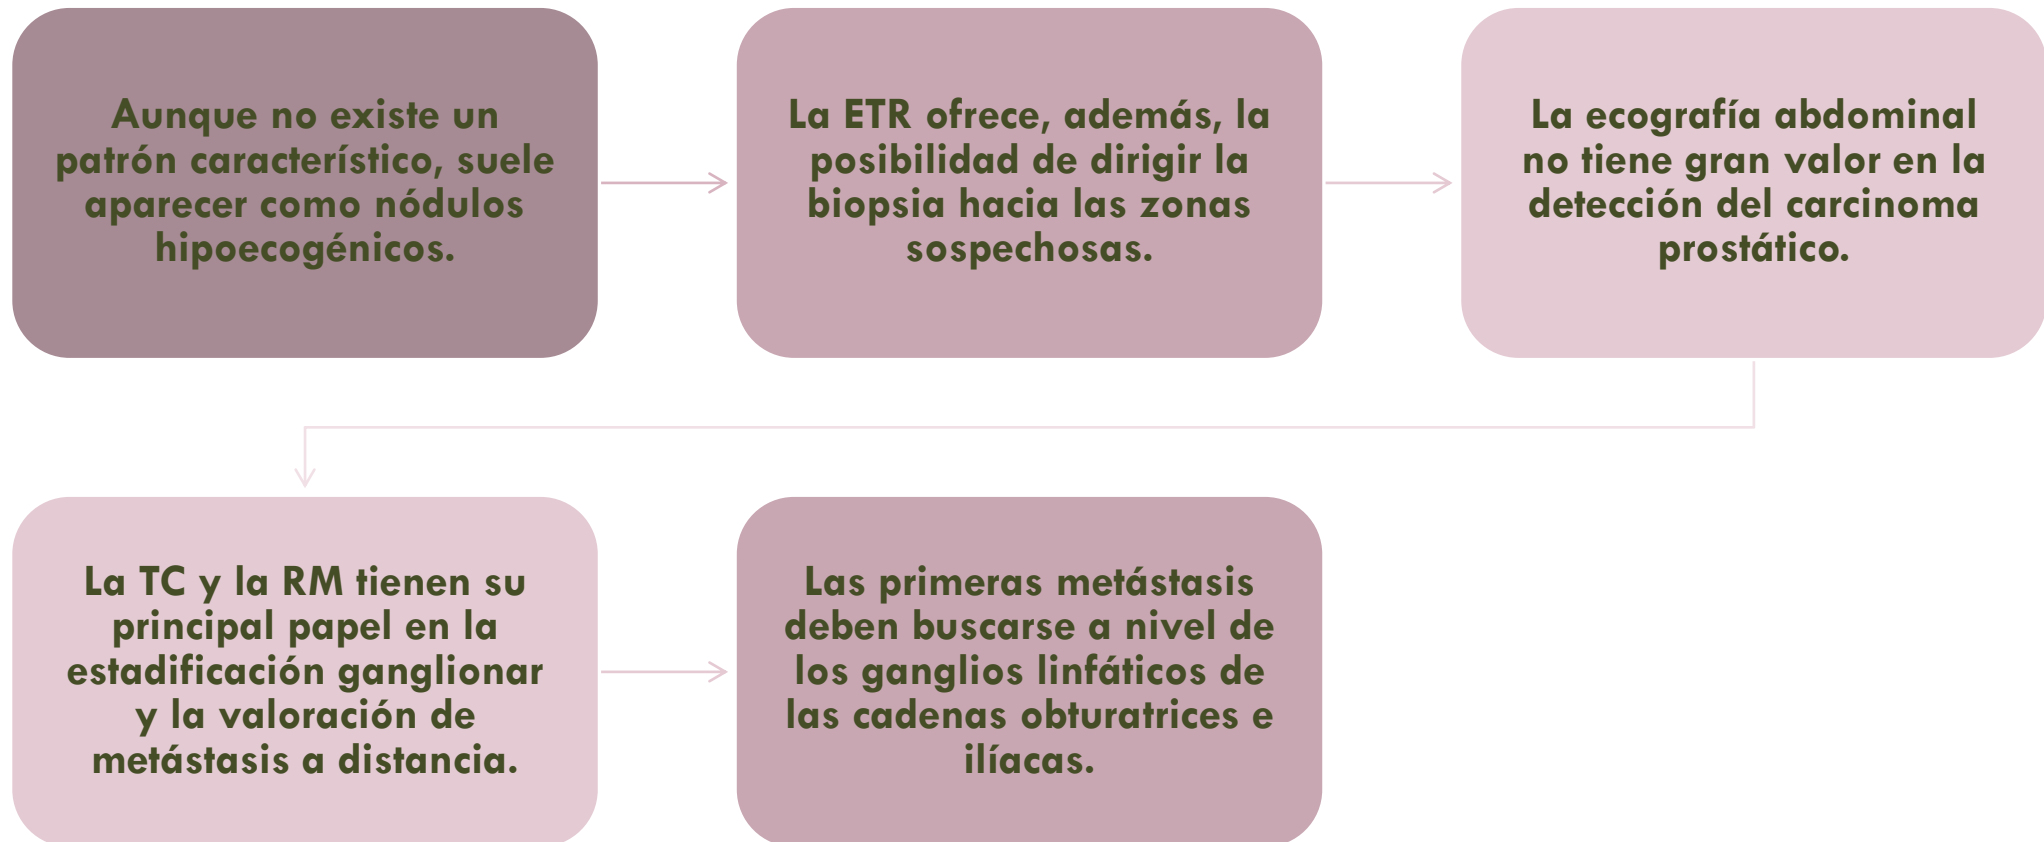 Aunque no existe un
patrón característico, suele
aparecer como nódulos
hipoecogénicos.
La ETR ofrece, además, la
posibilidad de dirigir la
biopsia hacia las zonas
sospechosas.
La ecografía abdominal
no tiene gran valor en la
detección del carcinoma
prostático.
La TC y la RM tienen su
principal papel en la
estadificación ganglionar
y la valoración de
metástasis a distancia.
Las primeras metástasis
deben buscarse a nivel de
los ganglios linfáticos de
las cadenas obturatrices e
ilíacas.